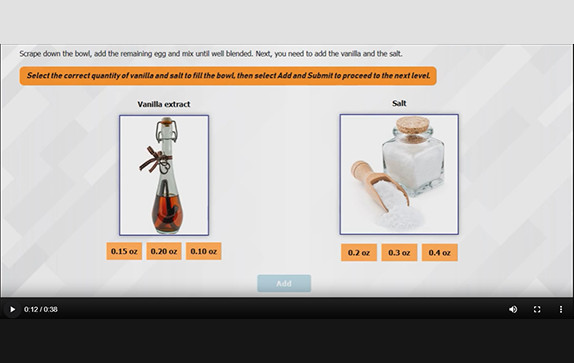 Scrape down the bowl, add the remaining egg and mix until well blended. Next, you need to add the vanilla and the salt.
Select the correct quantity of vanilla and salt to fill the bowl, then select Add and Submit to proceed to the next level.
Vanilla extract
Salt
0.15 oz 0.20 oz 0.10 oz
0.2 oz 0.3 oz 0.4 oz
Add
0:12 / 0:38